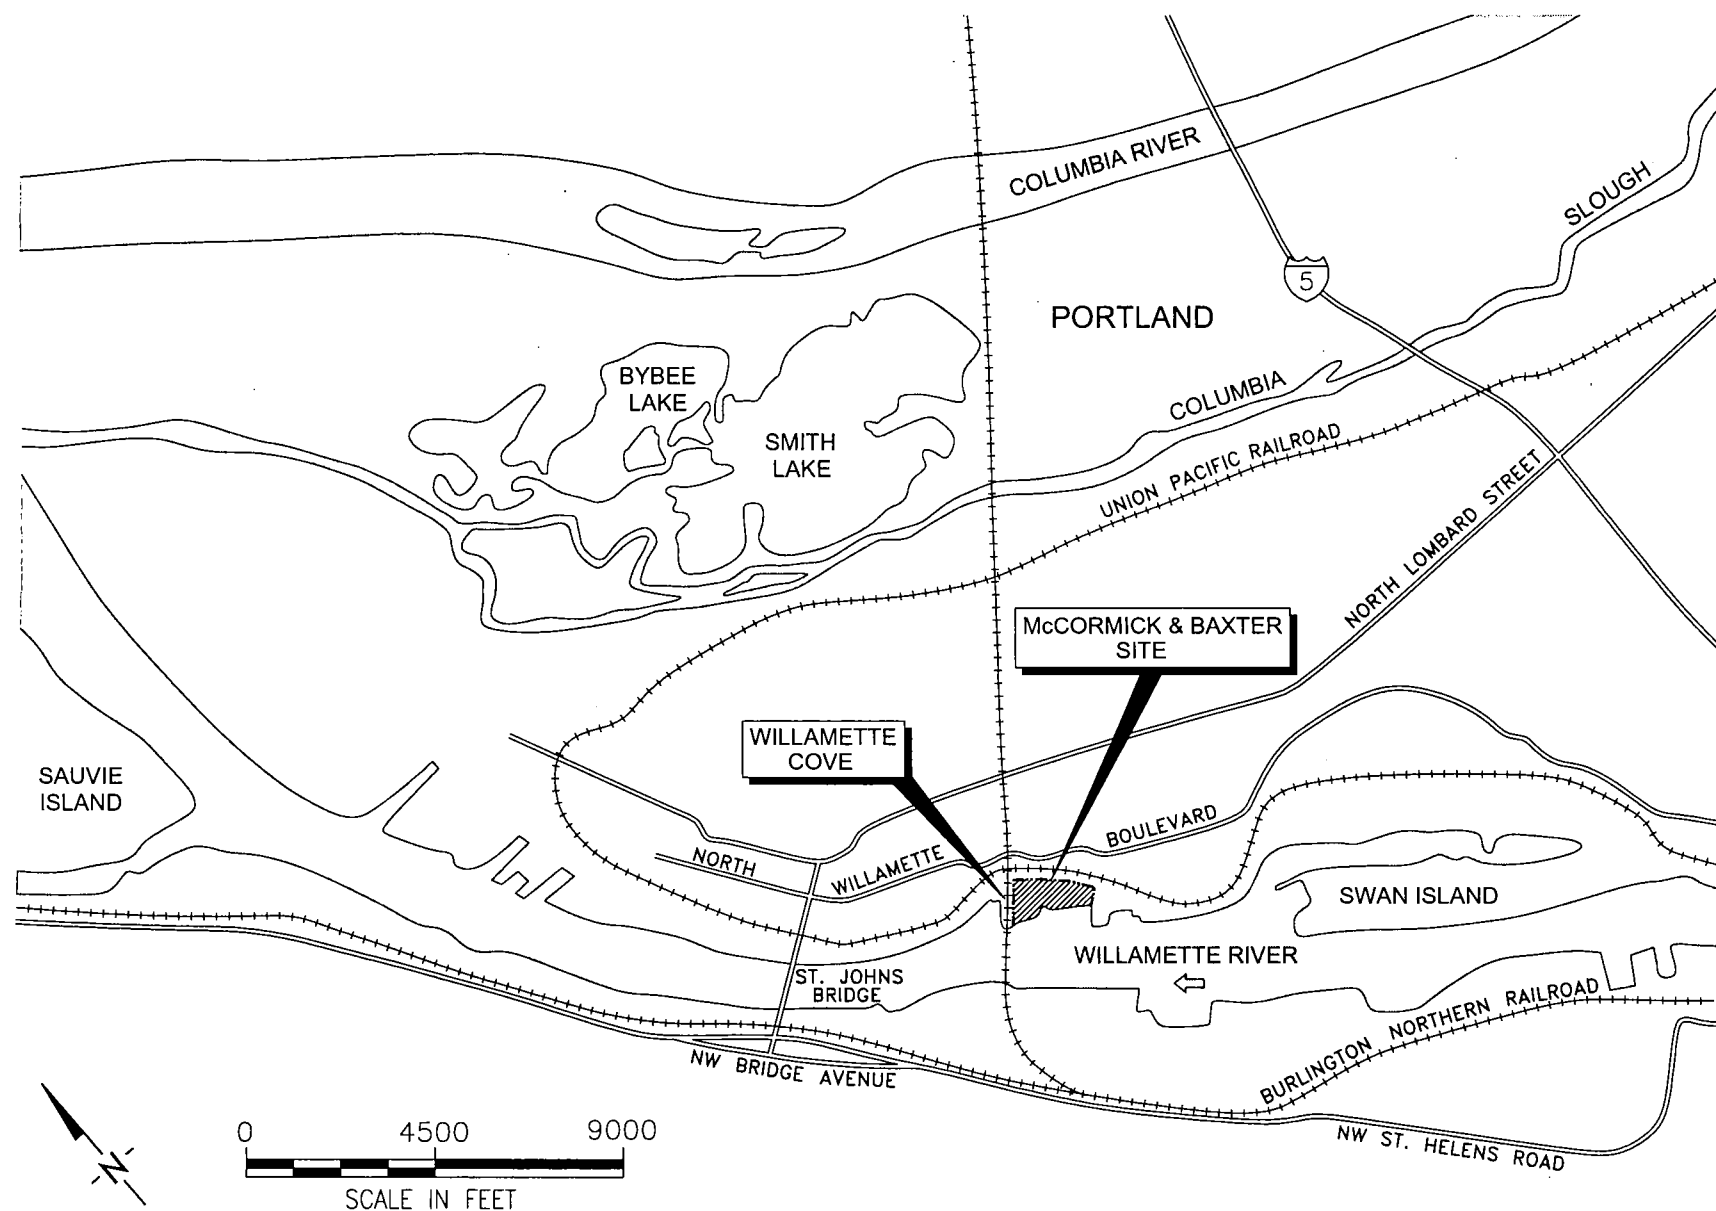 COLUMBIA RIVER
SLOUGH
5
PORTLAND
BYBEE
LAKE
COLUMBIA
SMITH
LAKE
UNION PACIFIC RAILROAD
NORTH LOMBARD STREET
McCORMICK & BAXTER
SITE
WILLAMETTE
COVE
SAUVIE
ISLAND
NORTH
WILLAMETTE
BOULEVARD
SWAN ISLAND
WILLAMETTE RIVER
ST. JOHNS
BRIDGE
BURLINGTON NORTHERN RAILROAD
NW BRIDGE AVENUE
NW ST. HELENS ROAD
N
0 4500 9000
SCALE IN FEET